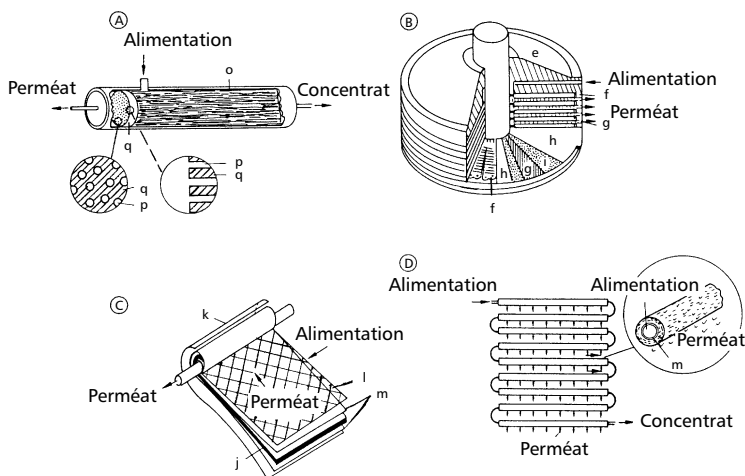 A
Alimentation
o
Perméat
Concentrat
q
p
q
q
p
B
e
Alimentation
f
Perméat
g
h
i
g
h
f
C
k
Alimentation
l
Perméat
Perméat
m
j
D
Alimentation
Alimentation
Perméat
m
Concentrat
Perméat